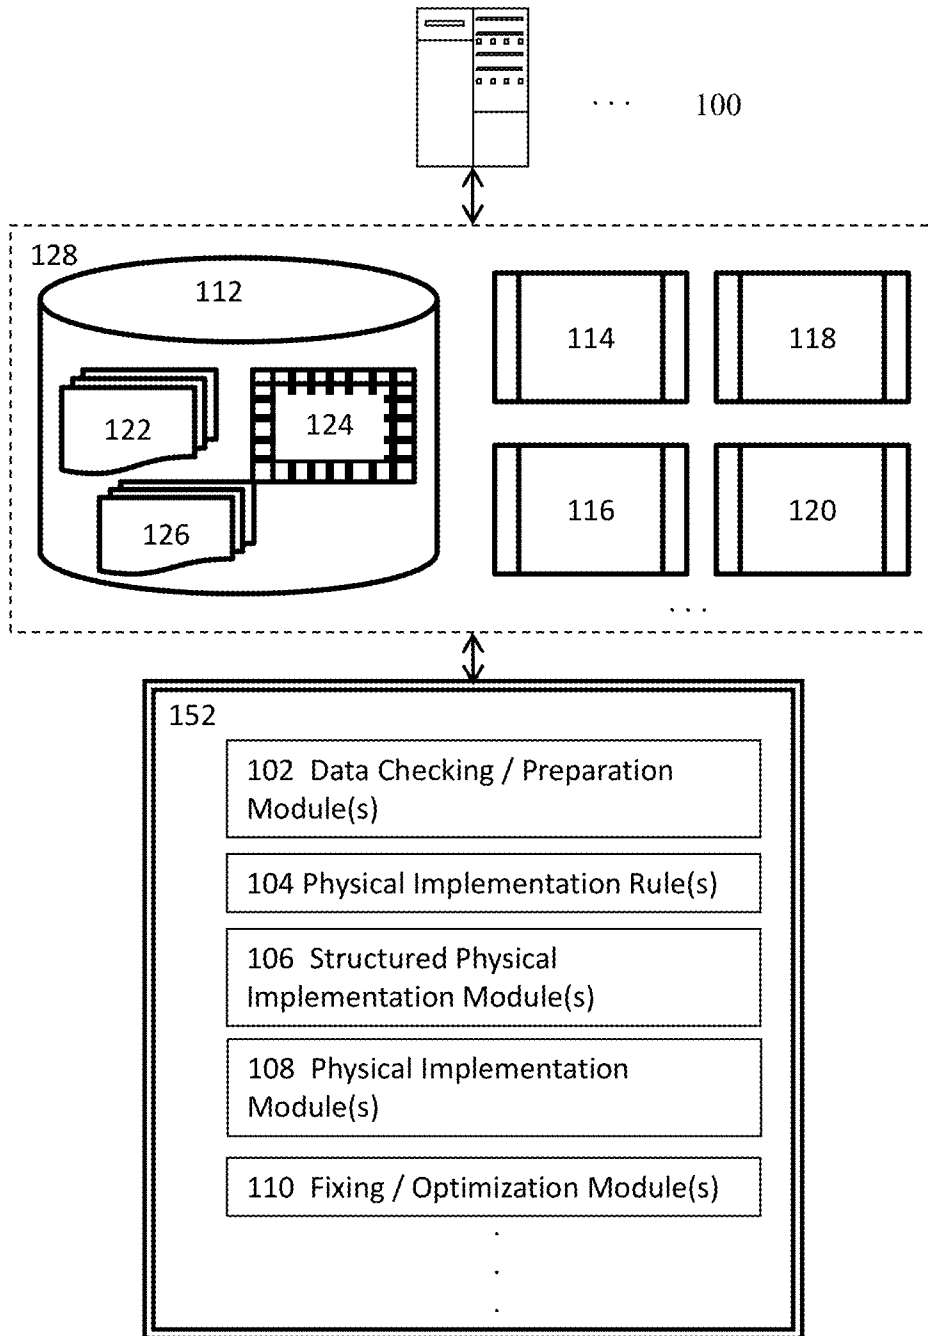 . . . 100
128
112
114
118
122
124
116
120
126
. . .
152
102 Data Checking / Preparation
Module(s)
104 Physical Implementation Rule(s)
106 Structured Physical
Implementation Module(s)
108 Physical Implementation
Module(s)
110 Fixing / Optimization Module(s)
.
.
.